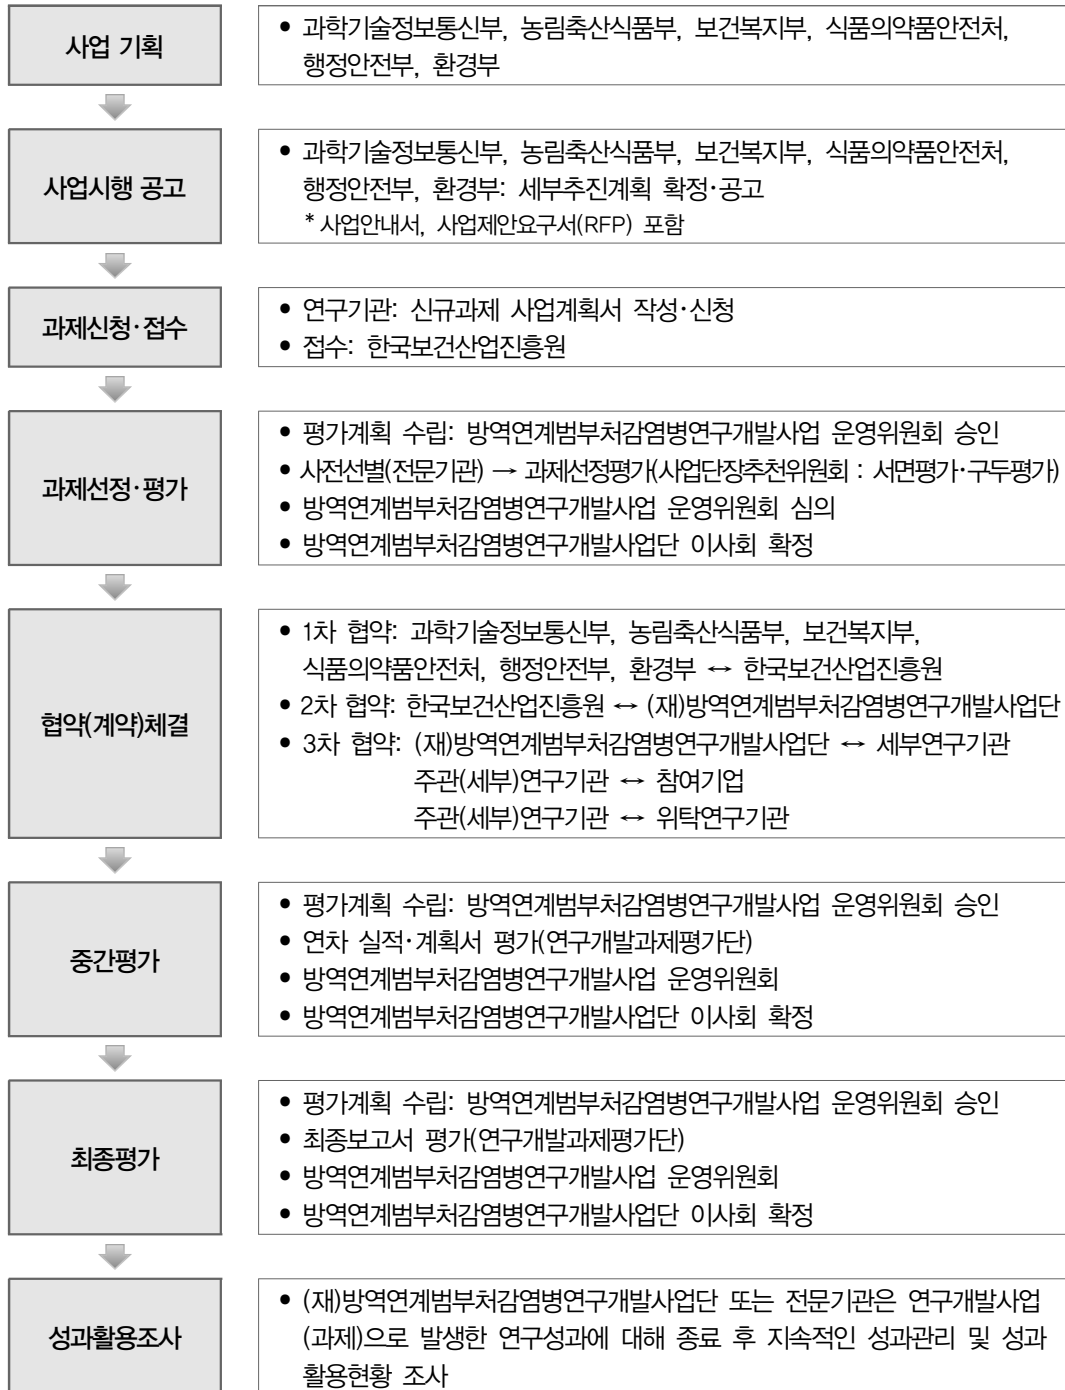 사업 기획
• 과학기술정보통신부, 농림축산식품부, 보건복지부, 식품의약품안전처,
행정안전부, 환경부
사업시행 공고
• 과학기술정보통신부, 농림축산식품부, 보건복지부, 식품의약품안전처,
행정안전부, 환경부: 세부추진계획 확정·공고
* 사업안내서, 사업제안요구서(RFP) 포함
과제신청·접수
• 연구기관: 신규과제 사업계획서 작성·신청
• 접수: 한국보건산업진흥원
과제선정·평가
• 평가계획 수립: 방역연계범부처감염병연구개발사업 운영위원회 승인
• 사전선별(전문기관) → 과제선정평가(사업단장추천위원회 : 서면평가·구두평가)
• 방역연계범부처감염병연구개발사업 운영위원회 심의
• 방역연계범부처감염병연구개발사업단 이사회 확정
협약(계약)체결
• 1차 협약: 과학기술정보통신부, 농림축산식품부, 보건복지부,
식품의약품안전처, 행정안전부, 환경부 ↔ 한국보건산업진흥원
• 2차 협약: 한국보건산업진흥원 ↔ (재)방역연계범부처감염병연구개발사업단
• 3차 협약: (재)방역연계범부처감염병연구개발사업단 ↔ 세부연구기관
주관(세부)연구기관 ↔ 참여기업
주관(세부)연구기관 ↔ 위탁연구기관
중간평가
• 평가계획 수립: 방역연계범부처감염병연구개발사업 운영위원회 승인
• 연차 실적·계획서 평가(연구개발과제평가단)
• 방역연계범부처감염병연구개발사업 운영위원회
• 방역연계범부처감염병연구개발사업단 이사회 확정
최종평가
• 평가계획 수립: 방역연계범부처감염병연구개발사업 운영위원회 승인
• 최종보고서 평가(연구개발과제평가단)
• 방역연계범부처감염병연구개발사업 운영위원회
• 방역연계범부처감염병연구개발사업단 이사회 확정
성과활용조사
• (재)방역연계범부처감염병연구개발사업단 또는 전문기관은 연구개발사업
(과제)으로 발생한 연구성과에 대해 종료 후 지속적인 성과관리 및 성과
활용현황 조사